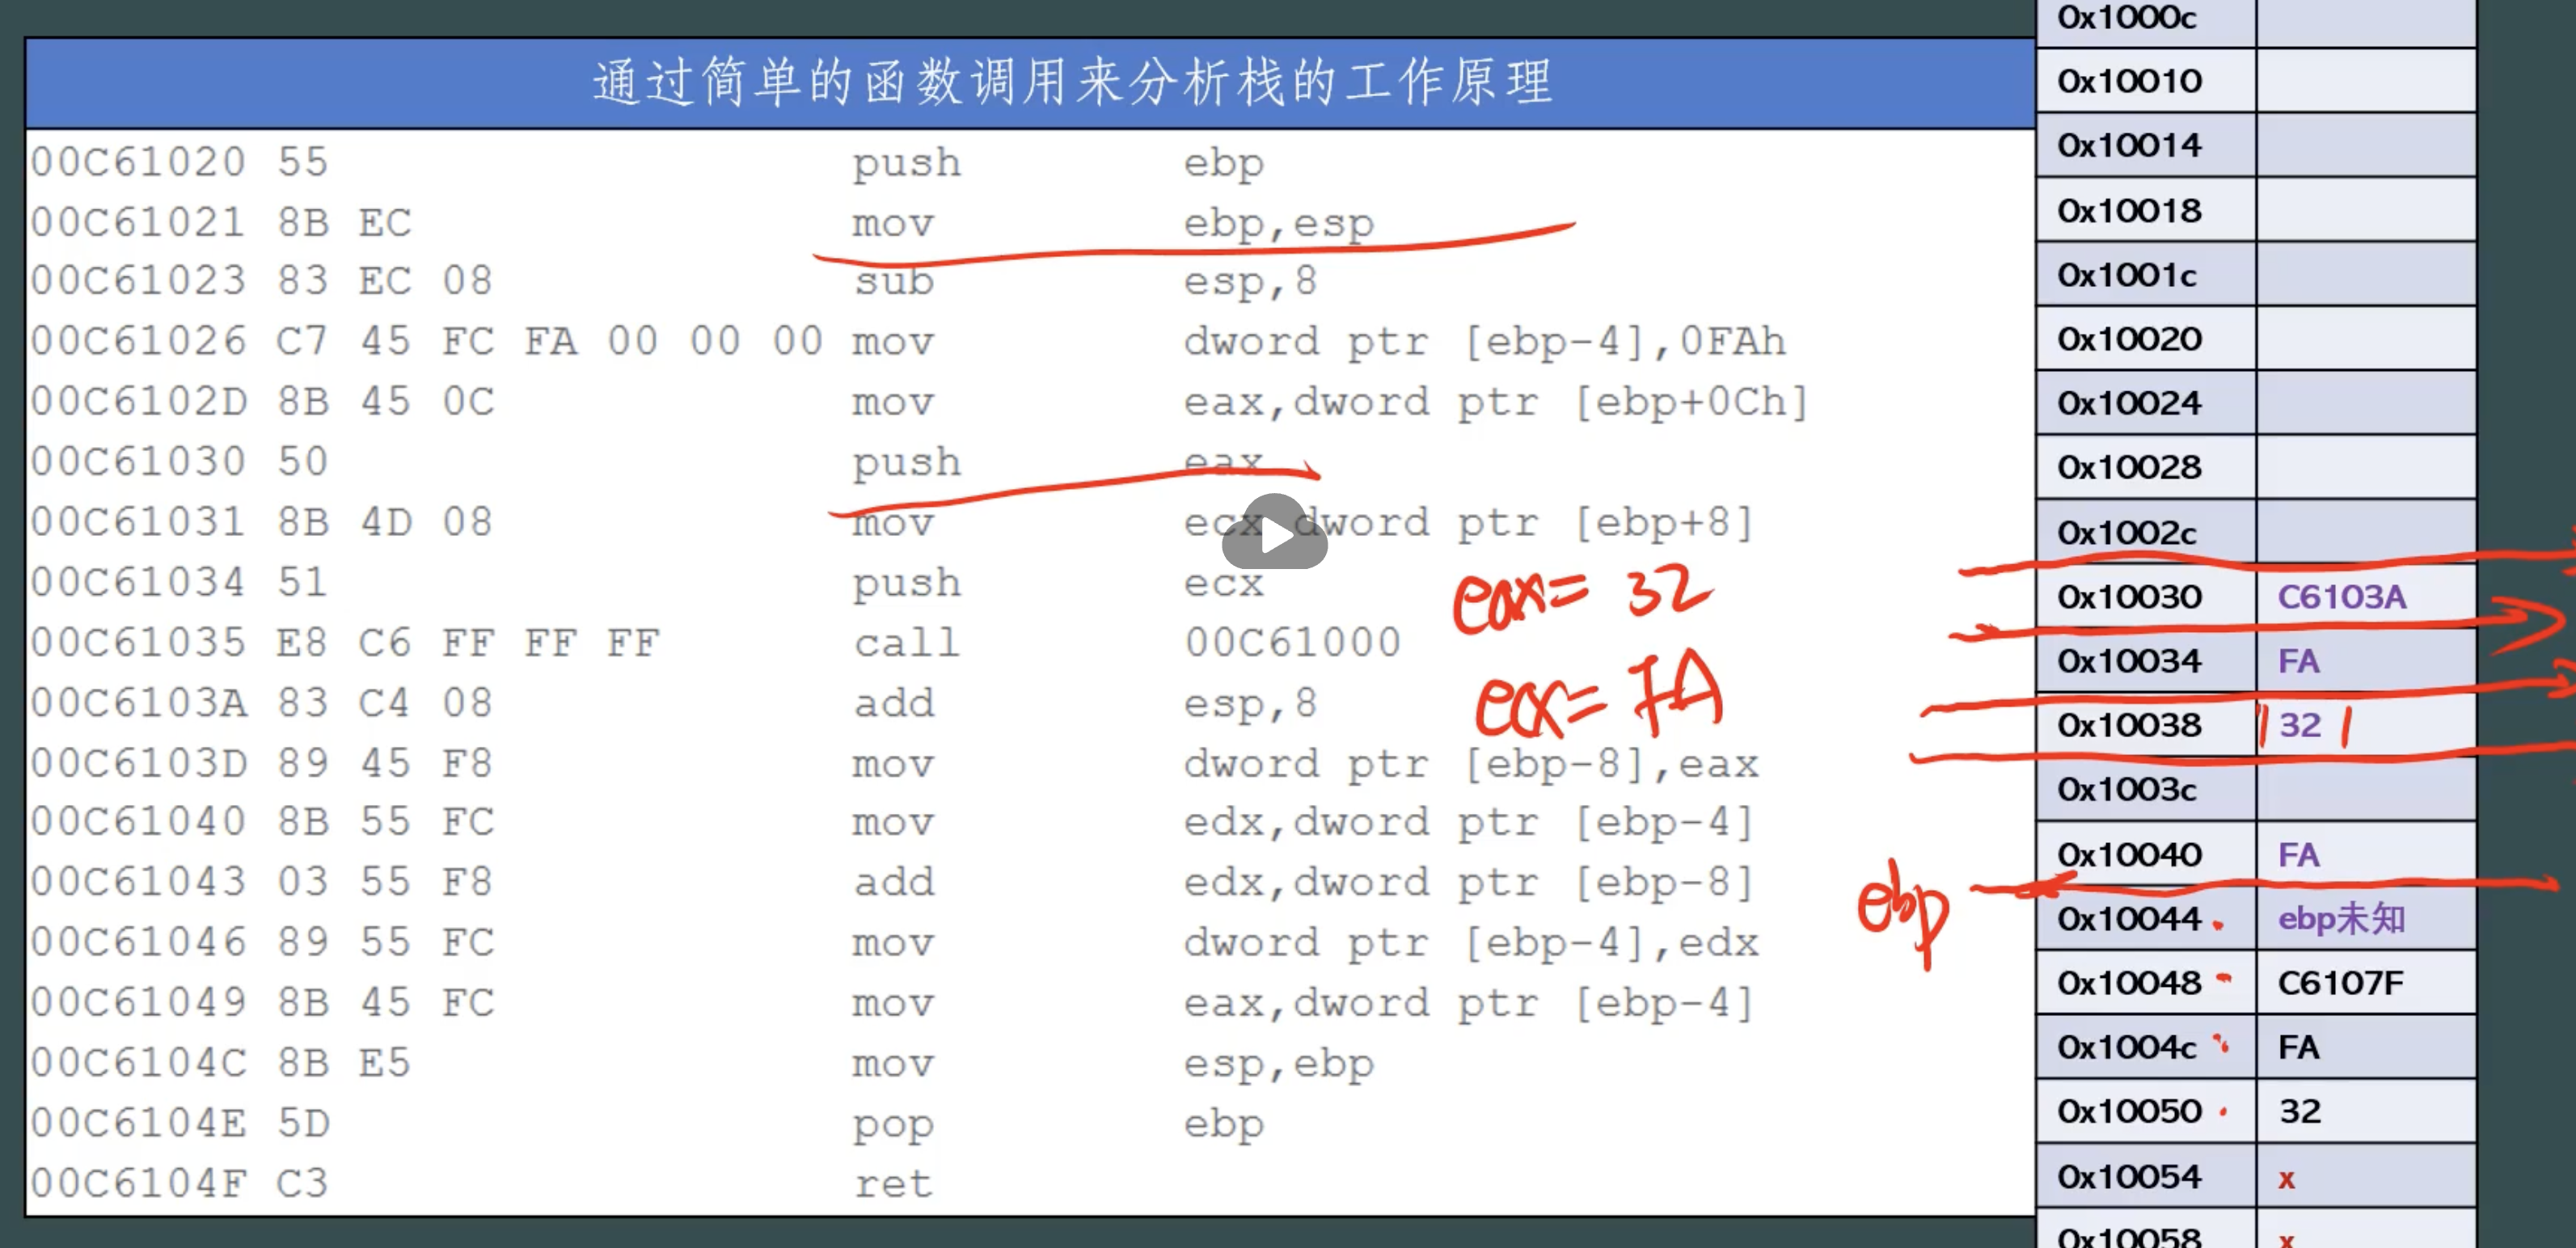 通过简单的函数调用来分析栈的工作原理
00C61020 55 push ebp
00C61021 8B EC mov ebp,esp
00C61023 83 EC 08 sub esp,8
00C61026 C7 45 FC FA 00 00 00 mov dword ptr [ebp-4],0FAh
00C6102D 8B 45 0C mov eax,dword ptr [ebp+0Ch]
00C61030 50 push eax
00C61031 8B 4D 08 mov ecx,dword ptr [ebp+8]
00C61034 51 push ecx
00C61035 E8 C6 FF FF FF call 00C61000
00C6103A 83 C4 08 add esp,8
00C6103D 89 45 F8 mov dword ptr [ebp-8],eax
00C61040 8B 55 FC mov edx,dword ptr [ebp-4]
00C61043 03 55 F8 add edx,dword ptr [ebp-8]
00C61046 89 55 FC mov dword ptr [ebp-4],edx
00C61049 8B 45 FC mov eax,dword ptr [ebp-4]
00C6104C 8B E5 mov esp,ebp
00C6104E 5D pop ebp
00C6104F C3 ret
eax= 32
ecx= FA
ebp
0x1000c
0x10010
0x10014
0x10018
0x1001c
0x10020
0x10024
0x10028
0x1002c
0x10030 C6103A
0x10034 FA
0x10038 32
0x1003c
0x10040 FA
0x10044 ebp未知
0x10048 C6107F
0x1004c FA
0x10050 32
0x10054 x
0x10058 x